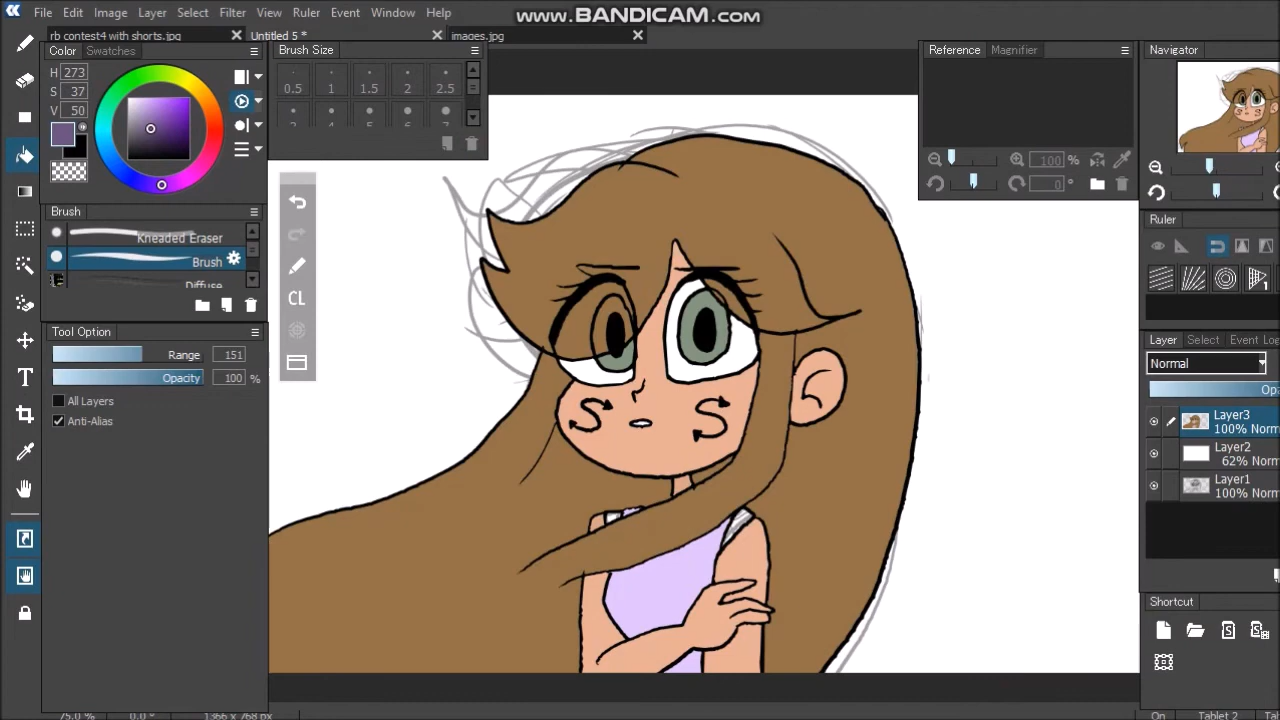 www.BANDICAM.com
File Edit Image Layer Select Filter View Ruler Event Window Help
rb contest4 with shorts.jpg Untitled 5 * images.jpg
Color Swatches
Brush Size
Reference Magnifier
Navigator
H 273
S 37
V 50
0.5 1 1.5 2 2.5
100 %
0 °
Brush
Kneaded Eraser
Brush
Diffuse
Tool Option
Range 151
Opacity 100 %
All Layers
Anti-Alias
CL
S S
Ruler
Layer Select Event Log
Normal
Layer3
100% Norm
Layer2
62% Norm
Layer1
100% Norm
Shortcut
75.0 % 0.0 ° 1366 x 768 px On Tablet 2